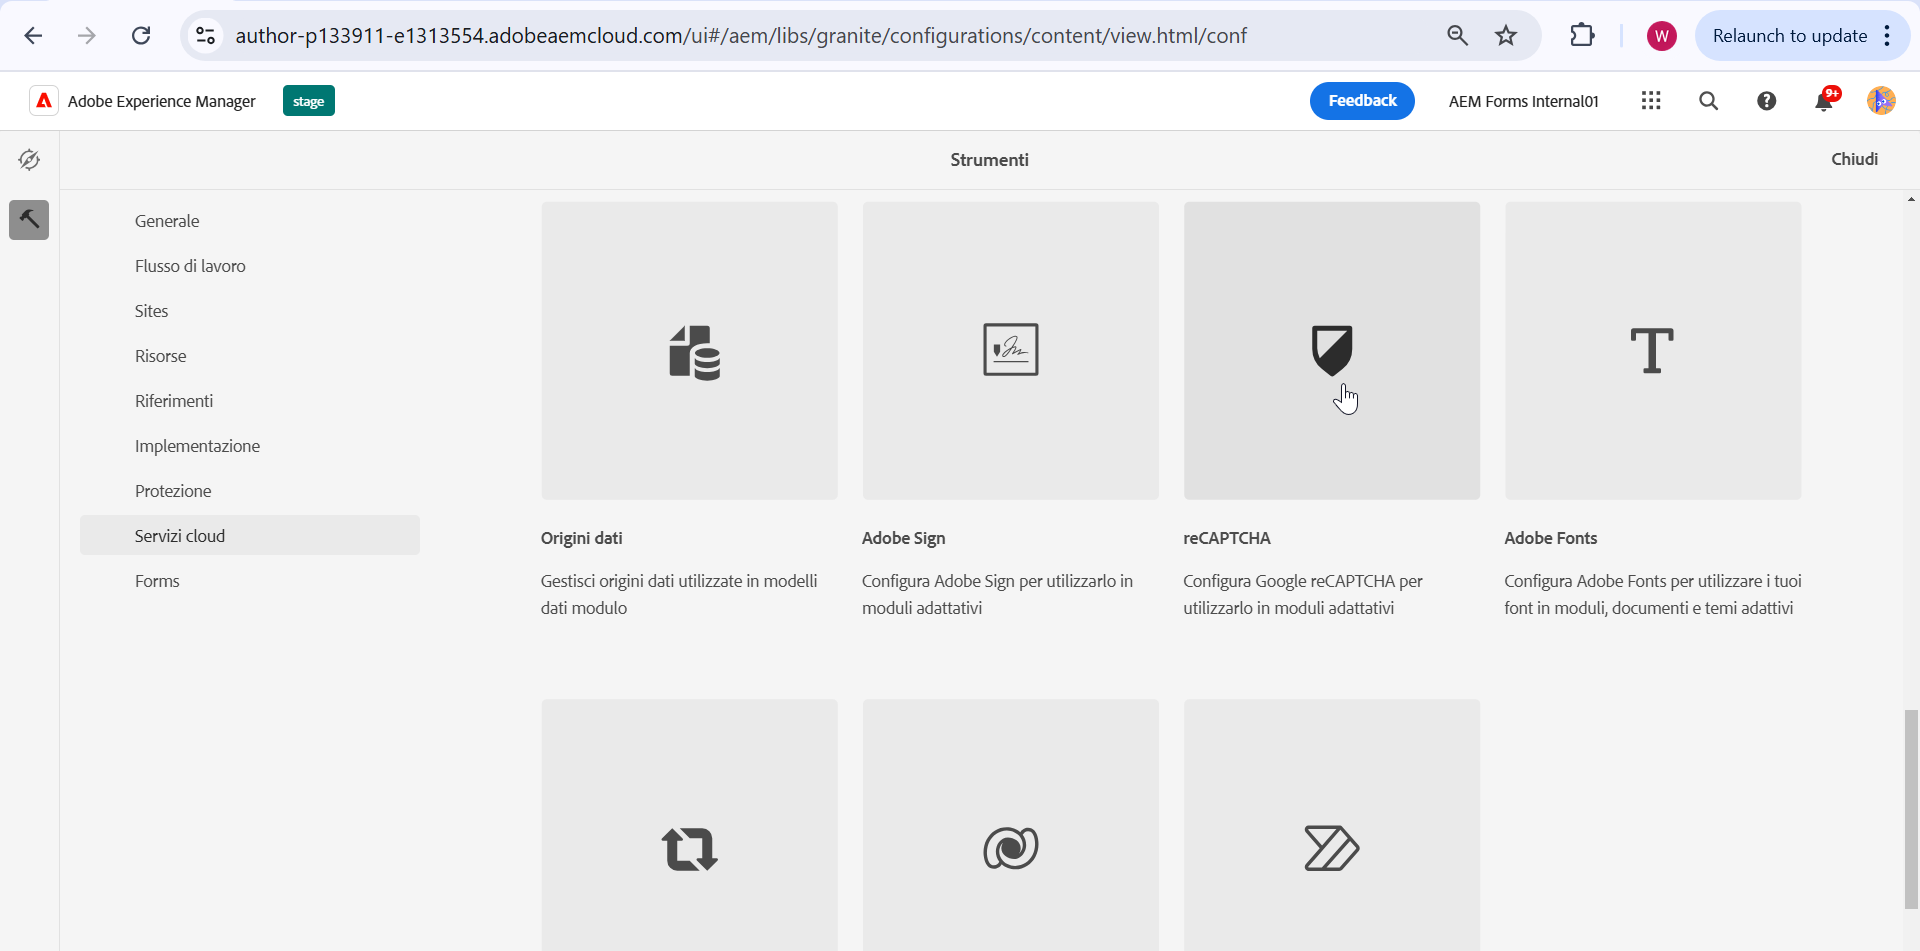 author-p133911-e1313554.adobeaemcloud.com/ui#/aem/libs/granite/configurations/content/view.html/conf
W
Relaunch to update
Adobe Experience Manager
stage
Feedback
AEM Forms Internal01
9+
Strumenti
Chiudi
Generale
Flusso di lavoro
Sites
Risorse
Riferimenti
Implementazione
Protezione
Servizi cloud
Forms
Origini dati
Gestisci origini dati utilizzate in modelli
dati modulo
Adobe Sign
Configura Adobe Sign per utilizzarlo in
moduli adattativi
reCAPTCHA
Configura Google reCAPTCHA per
utilizzarlo in moduli adattativi
Adobe Fonts
Configura Adobe Fonts per utilizzare i tuoi
font in moduli, documenti e temi adattivi